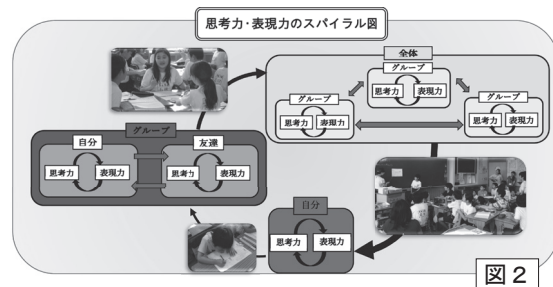 思考力・表現力のスパイラル図
全体
グループ
思考力 表現力
グループ
思考力 表現力
グループ
思考力 表現力
グループ
自分
思考力 表現力
友達
思考力 表現力
自分
思考力 表現力
図2